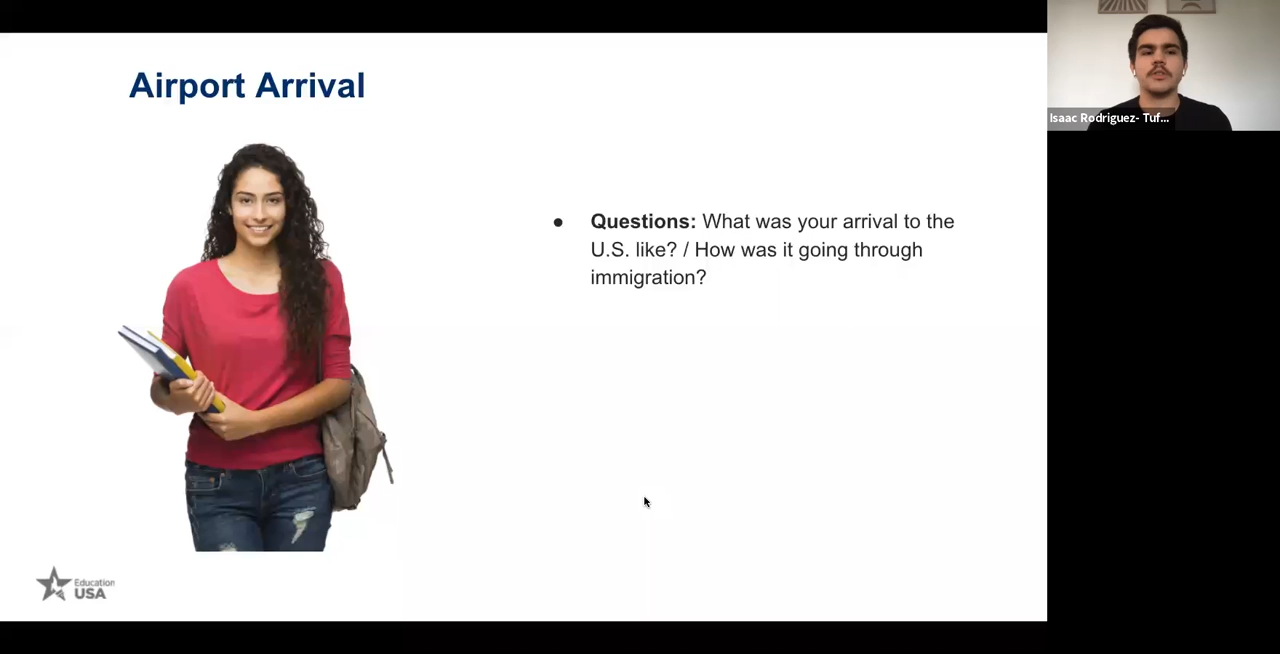 Airport Arrival
● Questions: What was your arrival to the
U.S. like? / How was it going through
immigration?
Education
USA
Isaac Rodriguez- Tuf...